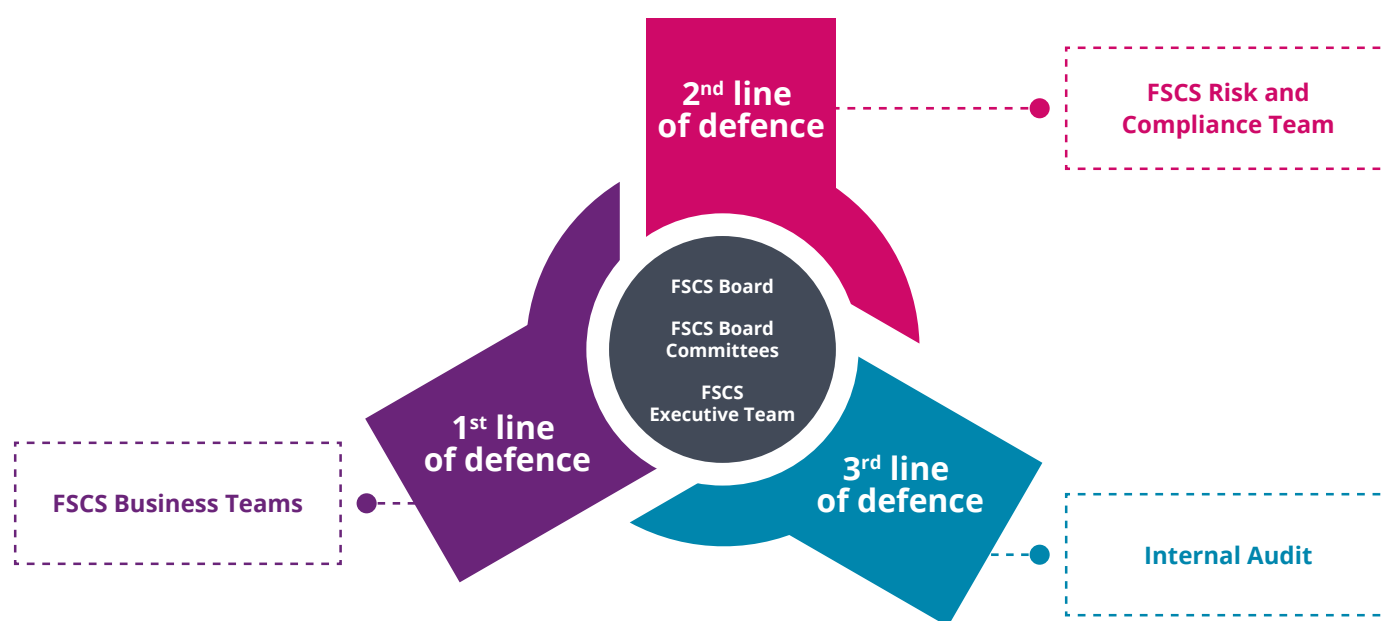 2nd line
of defence
FSCS Risk and
Compliance Team
FSCS Board
FSCS Board
Committees
FSCS
Executive Team
1st line
of defence
FSCS Business Teams
3rd line
of defence
Internal Audit